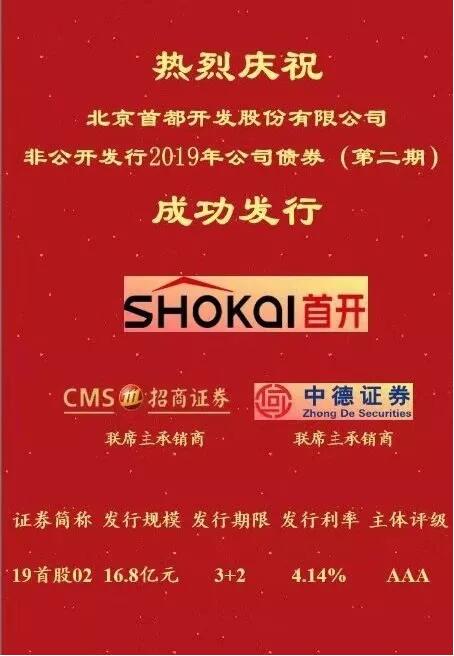 热烈庆祝
北京首都开发股份有限公司
非公开发行2019年公司债券（第二期）
成功发行
SHOKAI首开
CMS 招商证券 中德证券
Zhong De Securities
联席主承销商 联席主承销商
证券简称 发行规模 发行期限 发行利率 主体评级
19首股02 16.8亿元 3+2 4.14% AAA